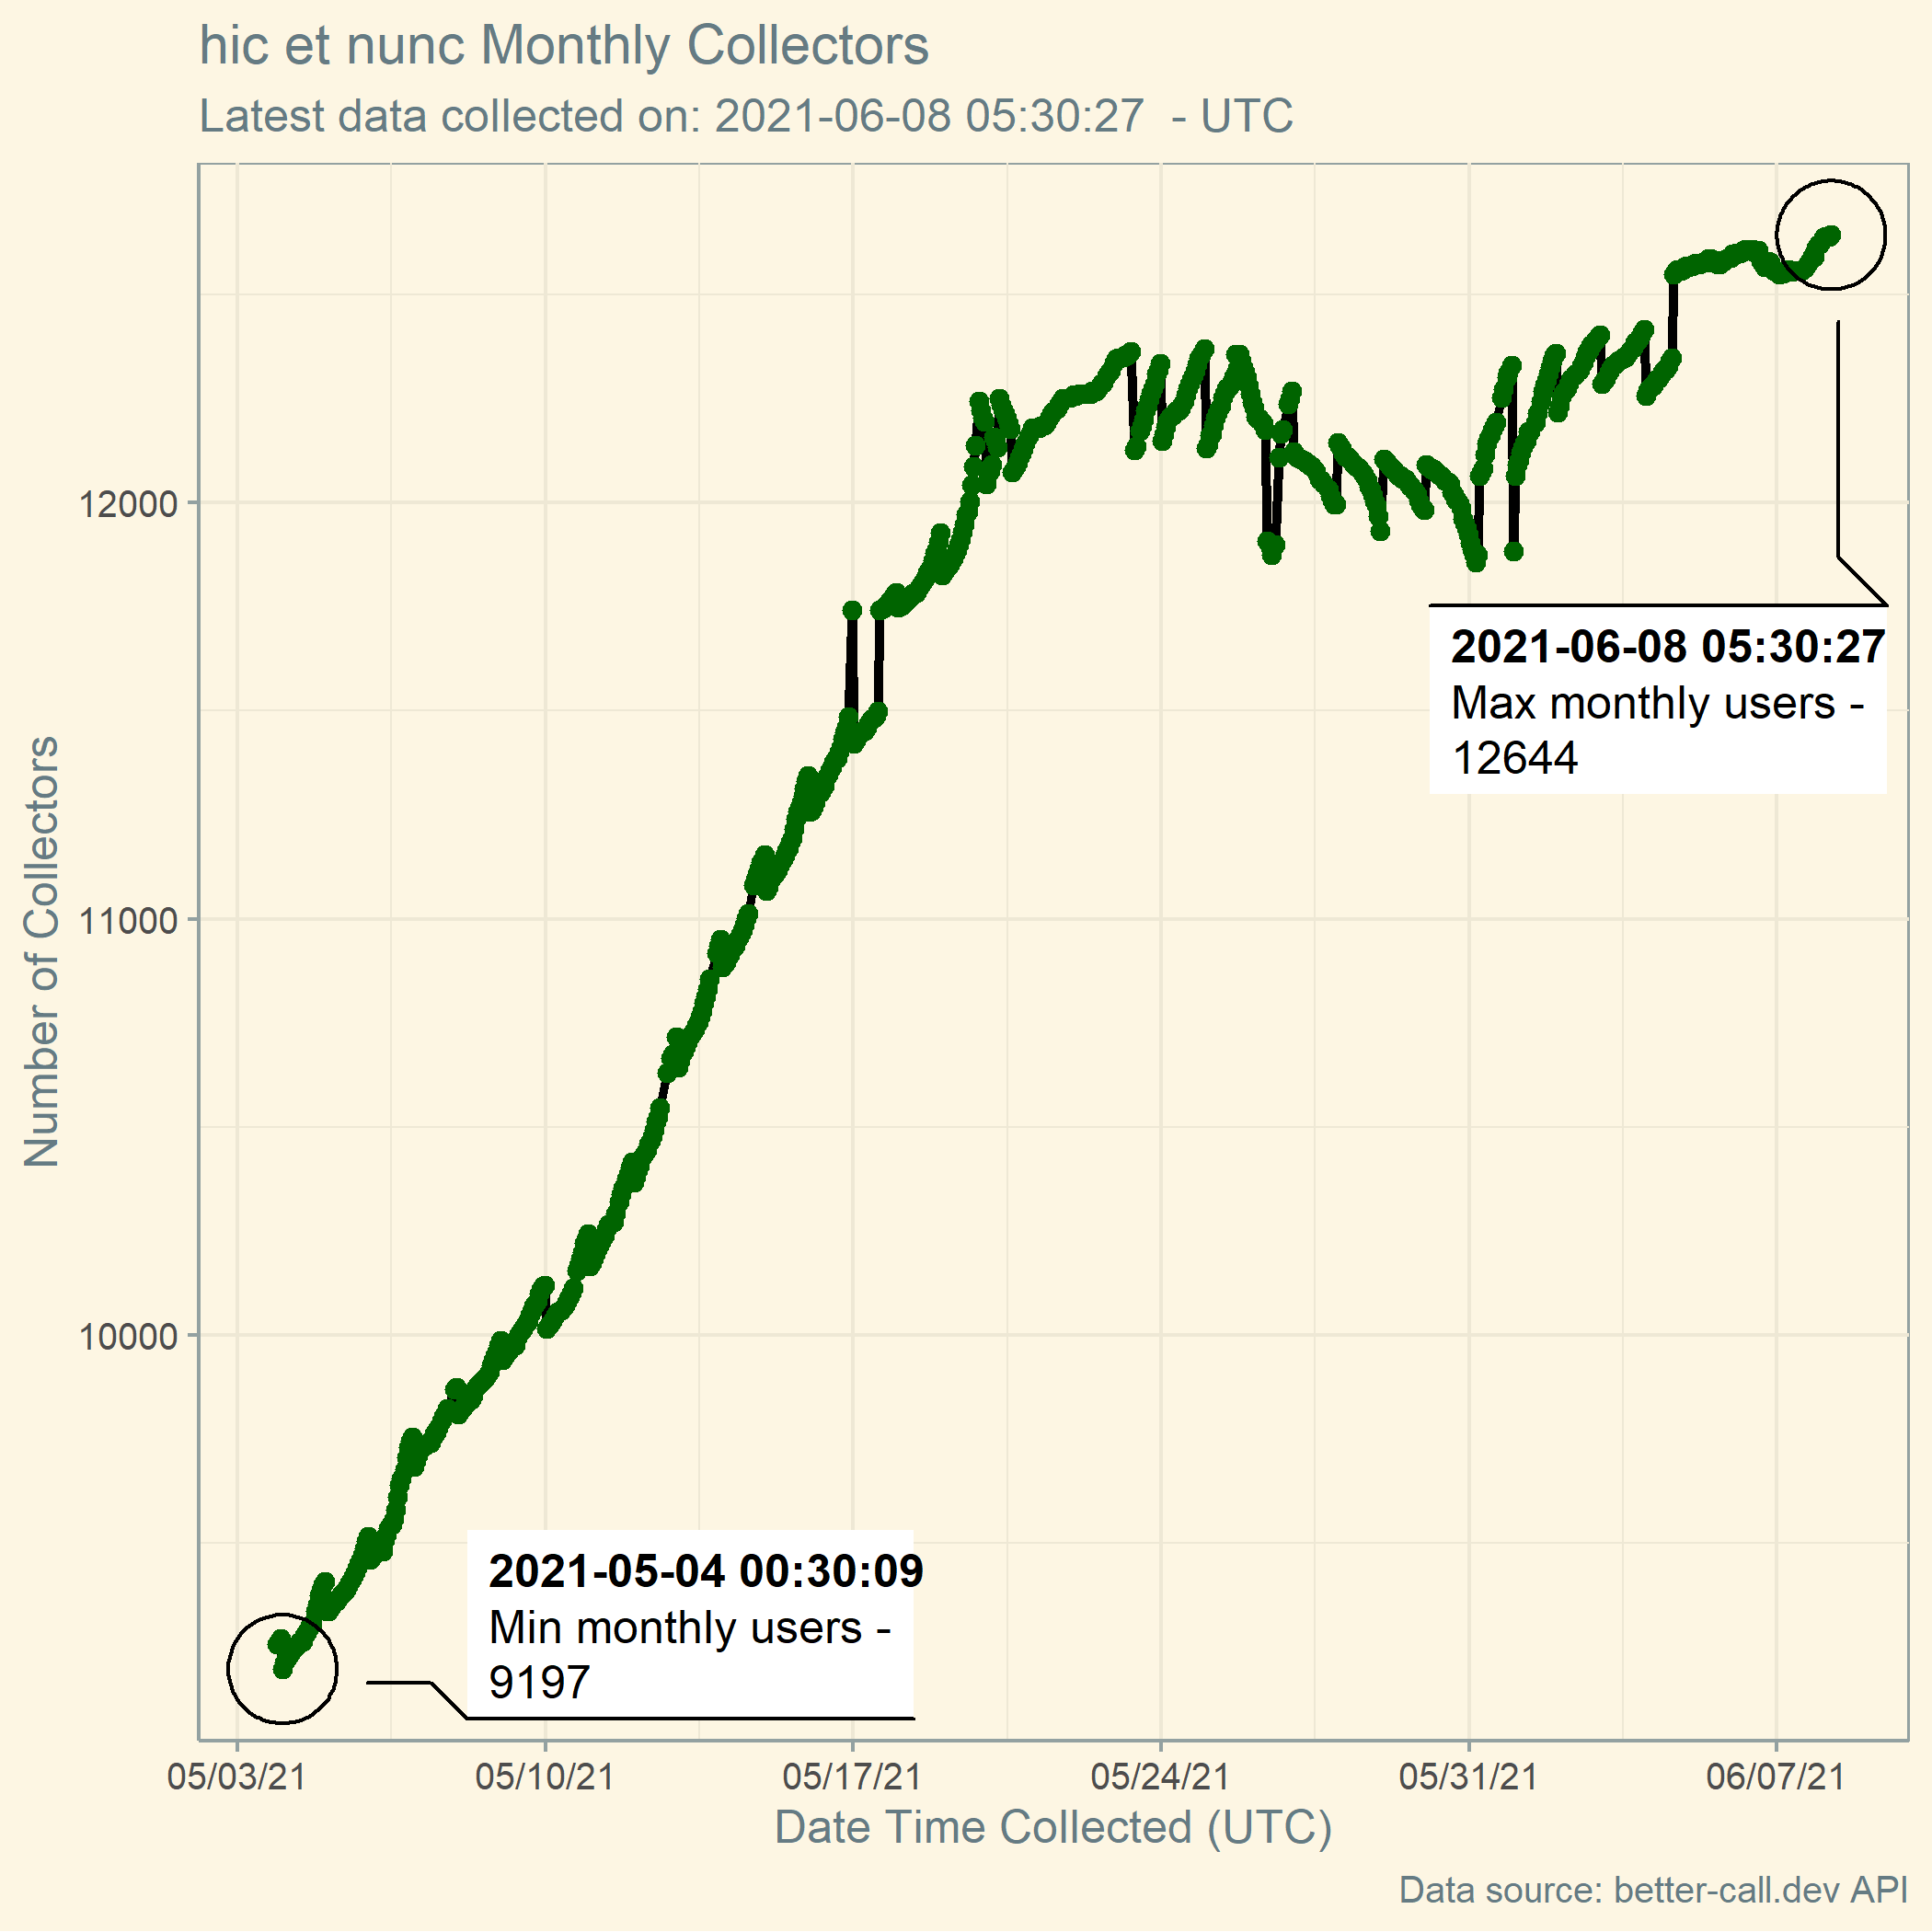 hic et nunc Monthly Collectors
Latest data collected on: 2021-06-08 05:30:27  - UTC
Number of Collectors
12000
11000
10000
2021-06-08 05:30:27
Max monthly users -
12644
2021-05-04 00:30:09
Min monthly users -
9197
05/03/21 05/10/21 05/17/21 05/24/21 05/31/21 06/07/21
Date Time Collected (UTC)
Data source: better-call.dev API